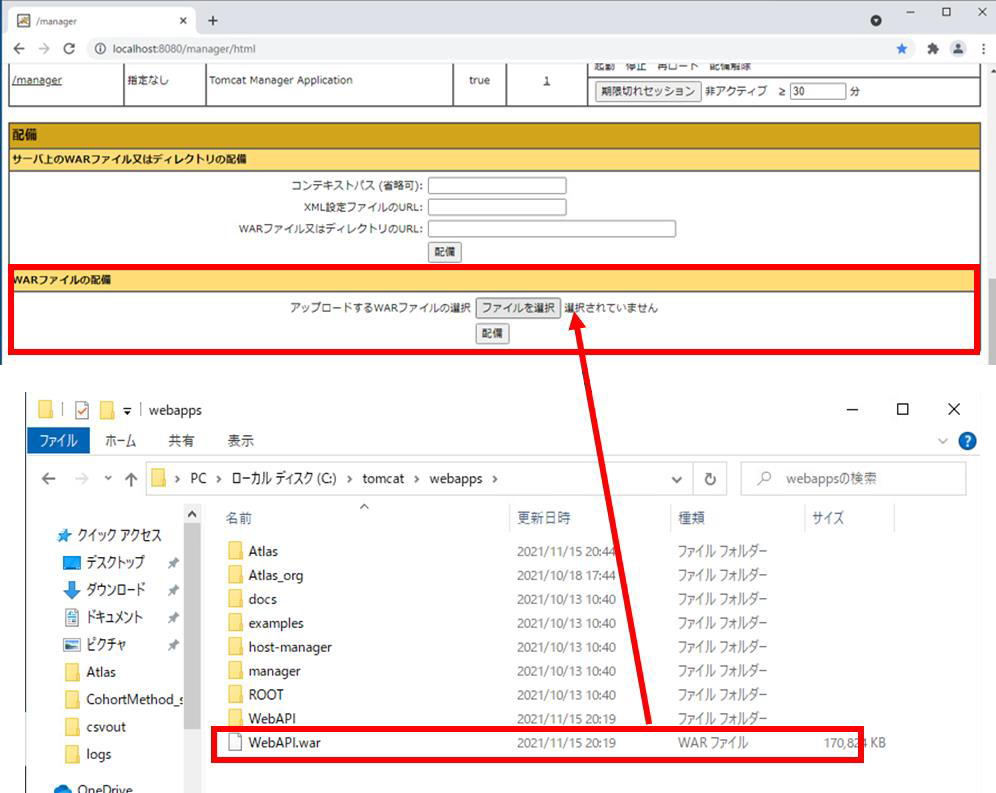 /manager
localhost:8080/manager/html
/manager 指定なし Tomcat Manager Application true 1 起動 停止 再ロード 配備解除
期限切れセッション 非アクティブ ≥ 30 分
配備
サーバ上のWARファイル又はディレクトリの配備
コンテキストパス (省略可):
XML設定ファイルのURL:
WARファイル又はディレクトリのURL:
配備
WARファイルの配備
アップロードするWARファイルの選択 ファイルを選択 選択されていません
配備
webapps
ファイル ホーム 共有 表示
PC ローカル ディスク (C:) tomcat webapps webappsの検索
名前 更新日時 種類 サイズ
クイック アクセス
デスクトップ
ダウンロード
ドキュメント
ピクチャ
Atlas
CohortMethod_s
csvout
logs
OneDrive
Atlas 2021/11/15 20:44 ファイル フォルダー
Atlas_org 2021/10/18 17:44 ファイル フォルダー
docs 2021/10/13 10:40 ファイル フォルダー
examples 2021/10/13 10:40 ファイル フォルダー
host-manager 2021/10/13 10:40 ファイル フォルダー
manager 2021/10/13 10:40 ファイル フォルダー
ROOT 2021/10/13 10:40 ファイル フォルダー
WebAPI 2021/11/15 20:19 ファイル フォルダー
WebAPI.war 2021/11/15 20:19 WAR ファイル 170,824 KB